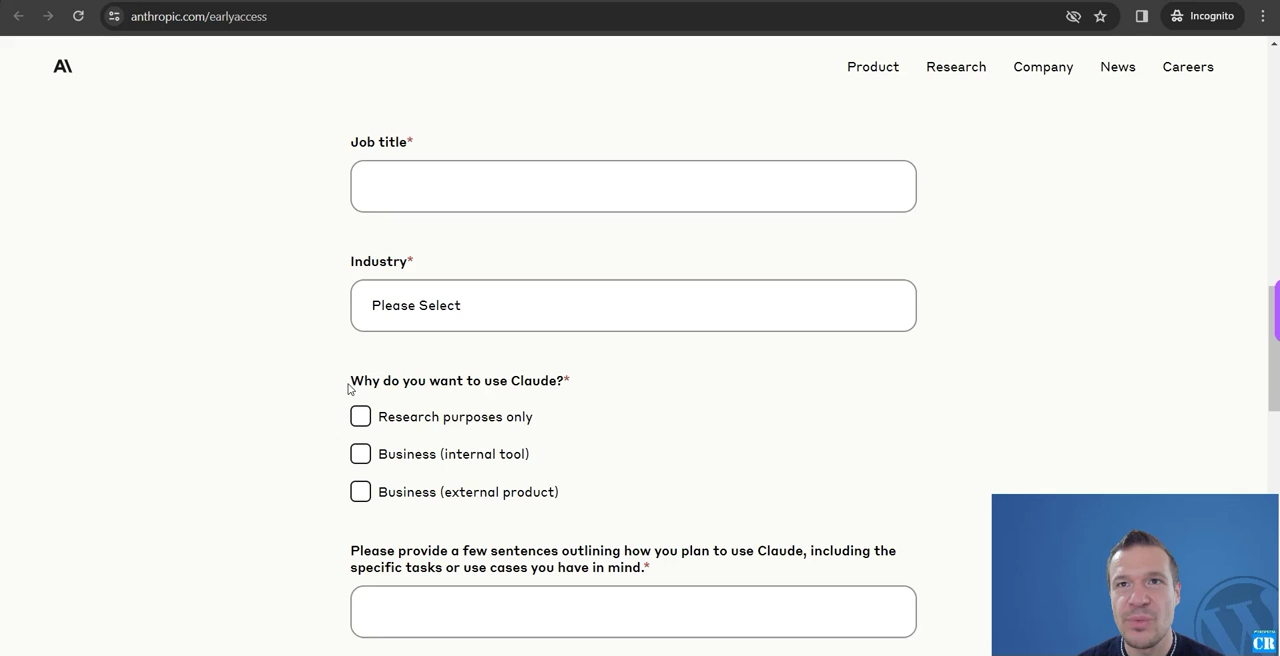 anthropic.com/earlyaccess
Incognito
Product Research Company News Careers
Job title*
Industry*
Please Select
Why do you want to use Claude?*
Research purposes only
Business (internal tool)
Business (external product)
Please provide a few sentences outlining how you plan to use Claude, including the
specific tasks or use cases you have in mind.*
CR